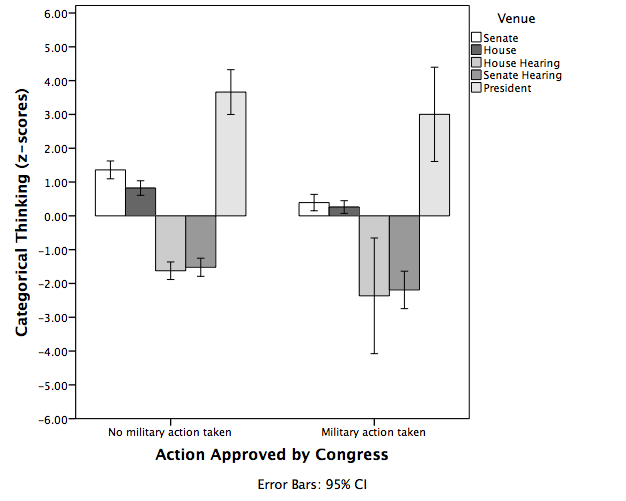 Venue
Senate
House
House Hearing
Senate Hearing
President
Categorical Thinking (z-scores)
6.00
5.00
4.00
3.00
2.00
1.00
0.00
-1.00
-2.00
-3.00
-4.00
-5.00
-6.00
No military action taken
Military action taken
Action Approved by Congress
Error Bars: 95% CI